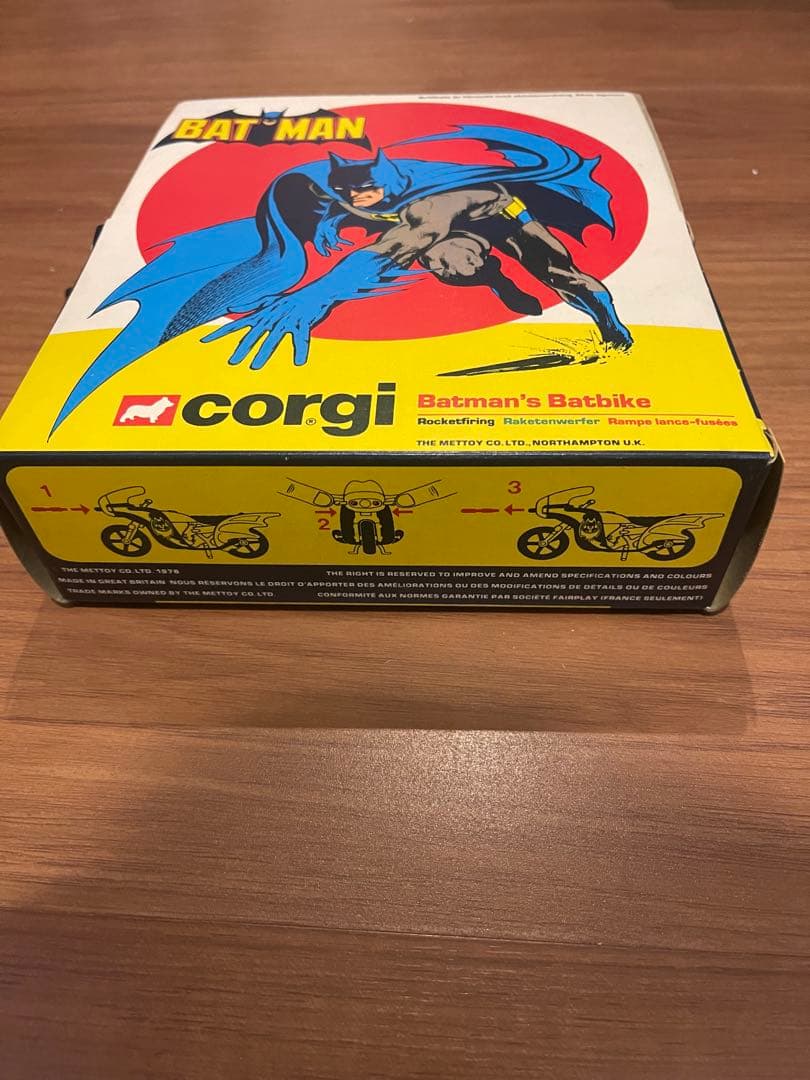 BATMAN
corgi®
Batman's Batbike
Rocketfiring Raketenwerfer Rampe lance-fusées
THE METTOY CO. LTD., NORTHAMPTON U.K.
1
2
3
THE METTOY CO. LTD. 1978
THE RIGHT IS RESERVED TO IMPROVE AND AMEND SPECIFICATIONS AND COLOURS
MADE IN GREAT BRITAIN NOUS RESERVONS LE DROIT D'APPORTER DES AMÉLIORATIONS OU DES MODIFICATIONS DE DÉTAILS OU DE COULEURS
TRADE MARKS OWNED BY THE METTOY CO. LTD. CONFORMITÉ AUX NORMES GARANTIE PAR SOCIÉTÉ FAIRPLAY (FRANCE SEULEMENT)